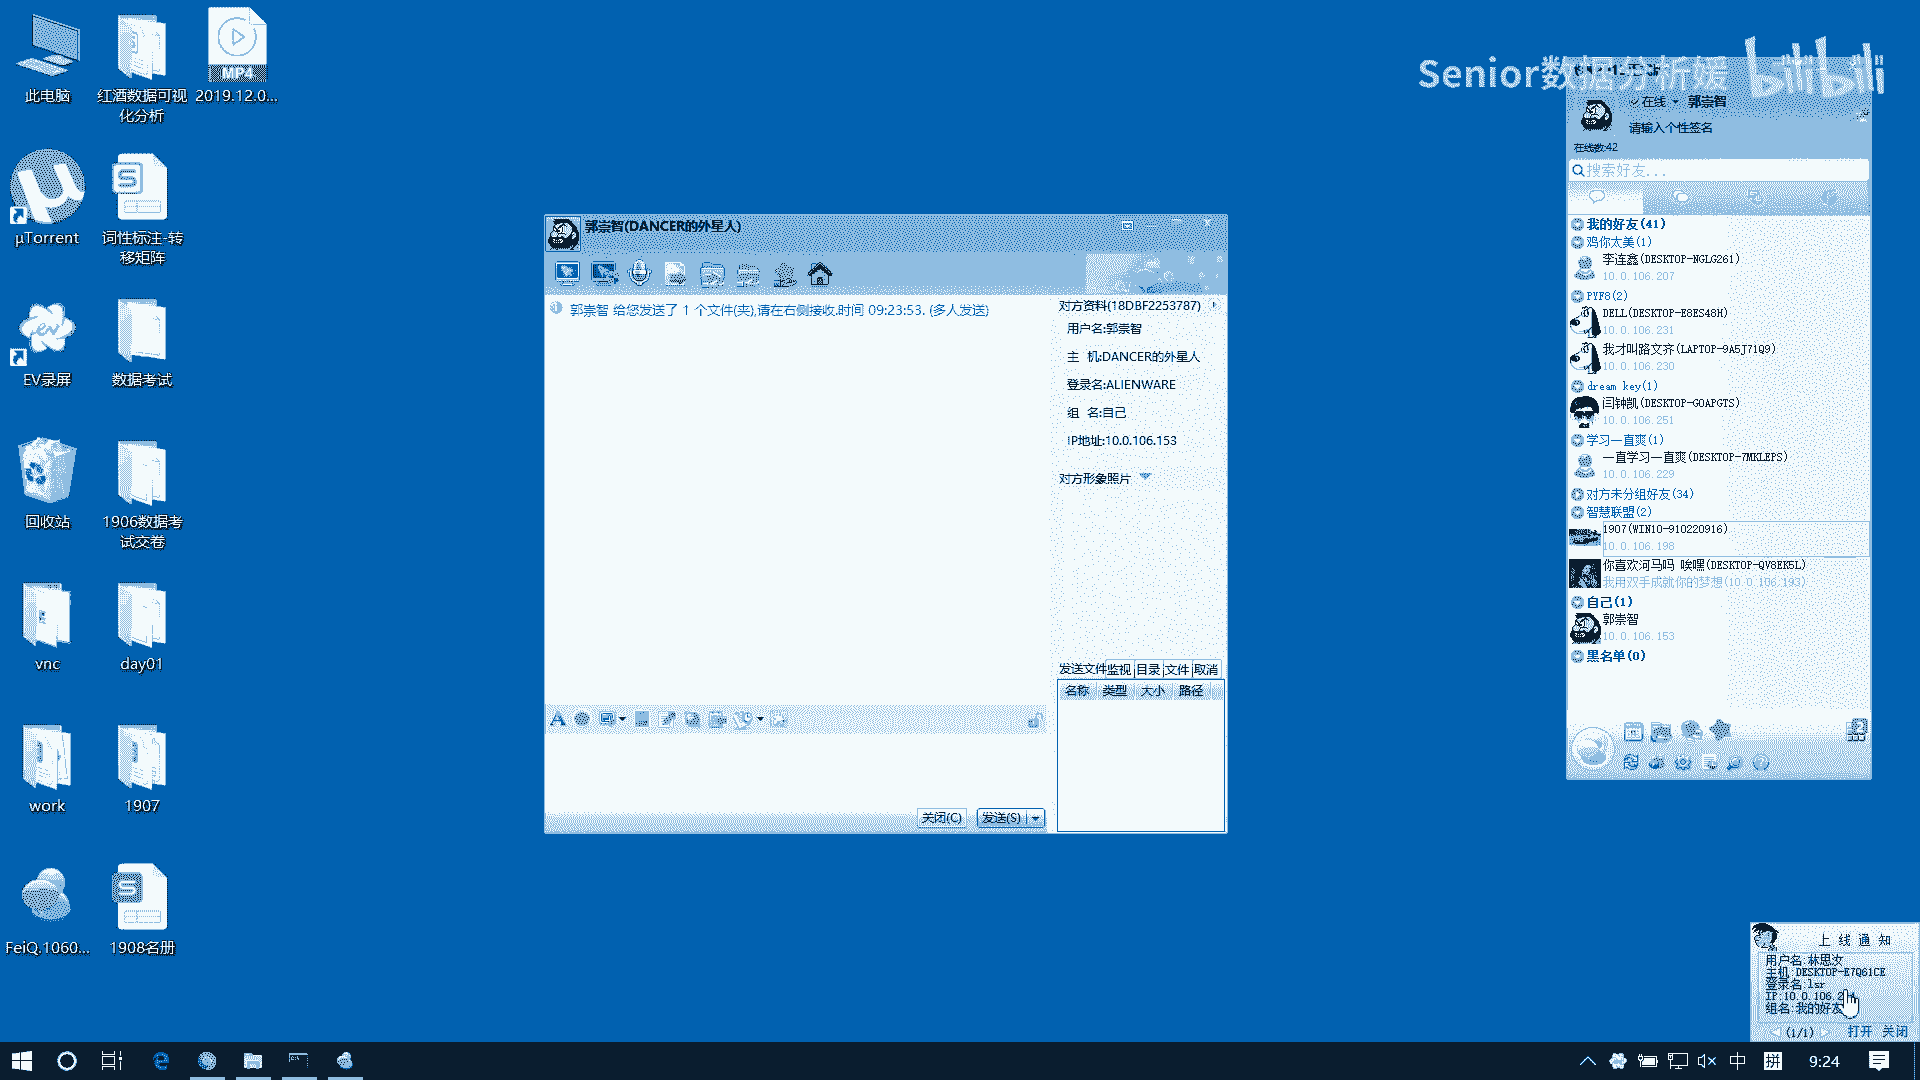 此电脑
红酒数据可视
化分析
MP4
2019.12.0...
μTorrent
词性标注-转
移矩阵
EV录屏
数据考试
回收站
1906数据考
试交卷
vnc
day01
work
1907
FeiQ.1060...
1908名册
郭崇智(DANCER的外星人)
郭崇智 给您发送了 1 个文件(夹),请在右侧接收.时间 09:23:53. (多人发送)
对方资料(18DBF2253787)
用户名:郭崇智
主 机:DANCER的外星人
登录名:ALIENWARE
组 名:自己
IP地址:10.0.106.153
对方形象照片
发送文件 监视 目录 文件 取消
名称 类型 大小 路径
关闭(C) 发送(S)
Senior数据分析媛 bilibili
在线 郭崇智
请输入个性签名
在线数:42
搜索好友...
我的好友(41)
鸡你太美(1)
李连鑫(DESKTOP-NGLG261)
10.0.106.207
PYF8(2)
DELL(DESKTOP-E8ES48H)
10.0.106.231
我才叫路文齐(LAPTOP-9A5J71Q9)
10.0.106.230
dream key(1)
闫钟凯(DESKTOP-GOAPGTS)
10.0.106.251
学习一直爽(1)
一直学习一直爽(DESKTOP-7MKLEPS)
10.0.106.229
对方未分组好友(34)
智慧联盟(2)
1907(WIN10-910220916)
10.0.106.198
你喜欢河马吗 唉嘿(DESKTOP-QV8EK5L)
我用双手成就你的梦想(10.0.106.193)
自己(1)
郭崇智
10.0.106.153
黑名单(0)
上线通知
用户名:林思汝
主机:DESKTOP-E7Q61CE
登录名:lsr
IP:10.0.106.2
组名:我的好友
(1/1) 打开 关闭
中 拼 9:24